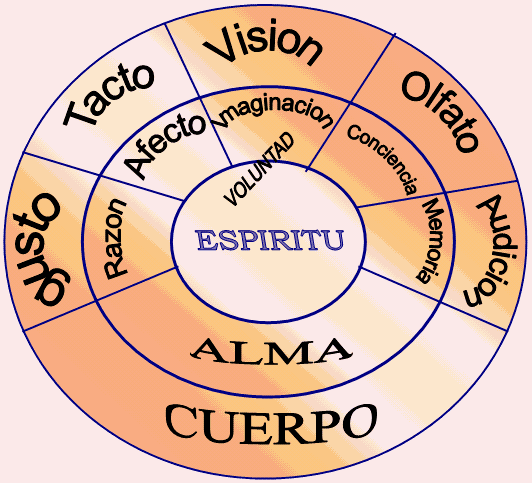 Vision
Tacto
Olfato
gusto
Audicion
Imaginacion
Afecto
Conciencia
Razon
Memoria
VOLUNTAD
ESPIRITU
ALMA
CUERPO